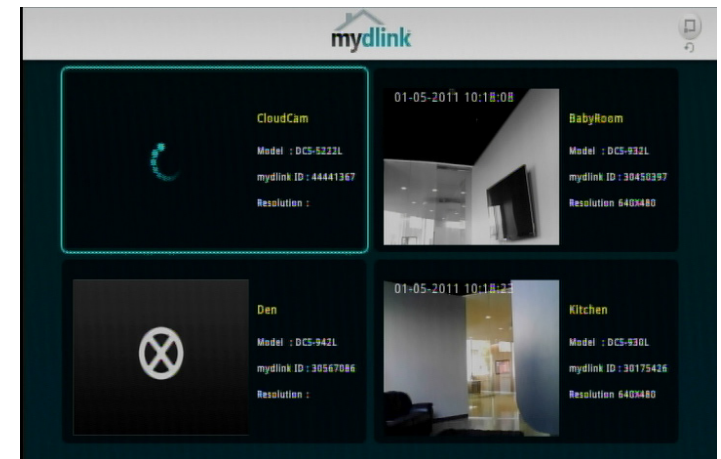 mydlink
CloudCam
Model : DCS-5222L
mydlink ID : 44441367
Resolution :
01-05-2011 10:18:08
BabyRoom
Model : DCS-932L
mydlink ID : 30450397
Resolution 640X480
Den
Model : DCS-942L
mydlink ID : 30567086
Resolution :
01-05-2011 10:18:23
Kitchen
Model : DCS-930L
mydlink ID : 30175426
Resolution 640X480